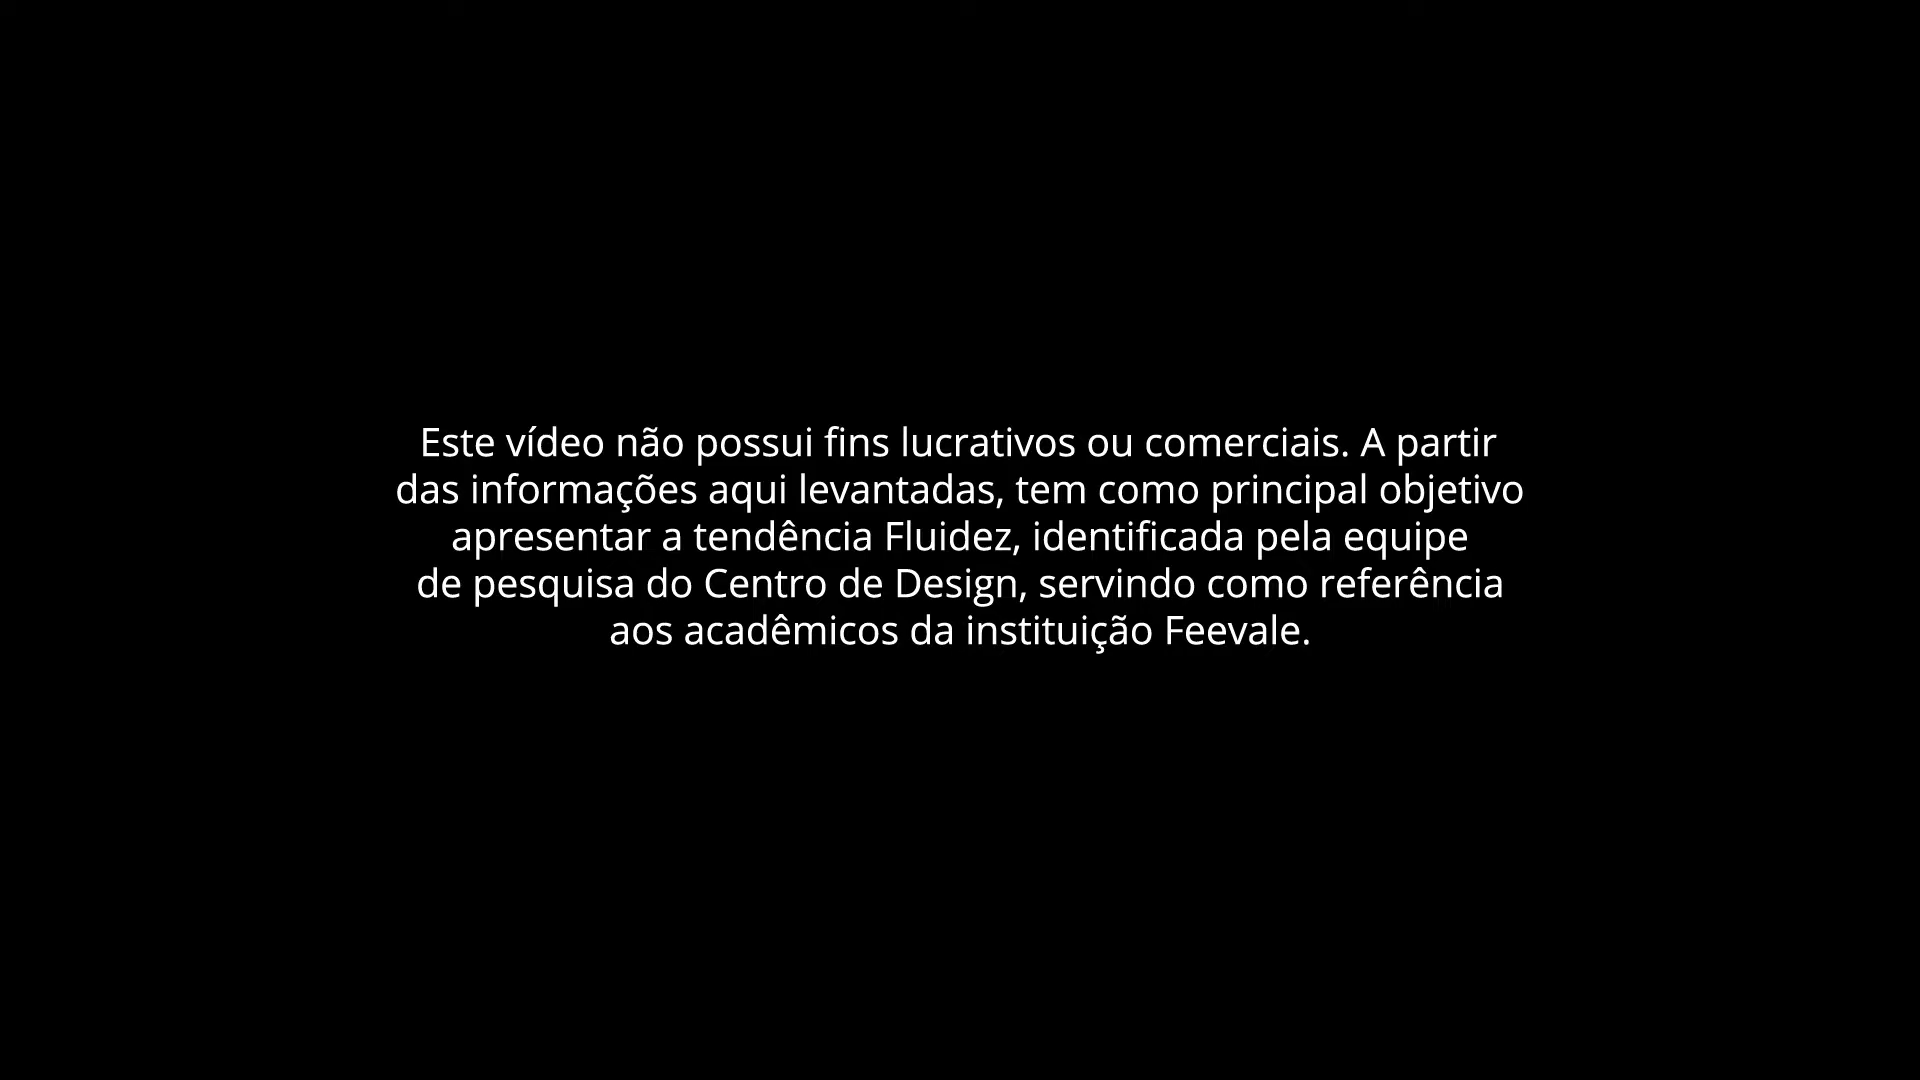 Este vídeo não possui fins lucrativos ou comerciais. A partir
das informações aqui levantadas, tem como principal objetivo
apresentar a tendência Fluidez, identificada pela equipe
de pesquisa do Centro de Design, servindo como referência
aos acadêmicos da instituição Feevale.